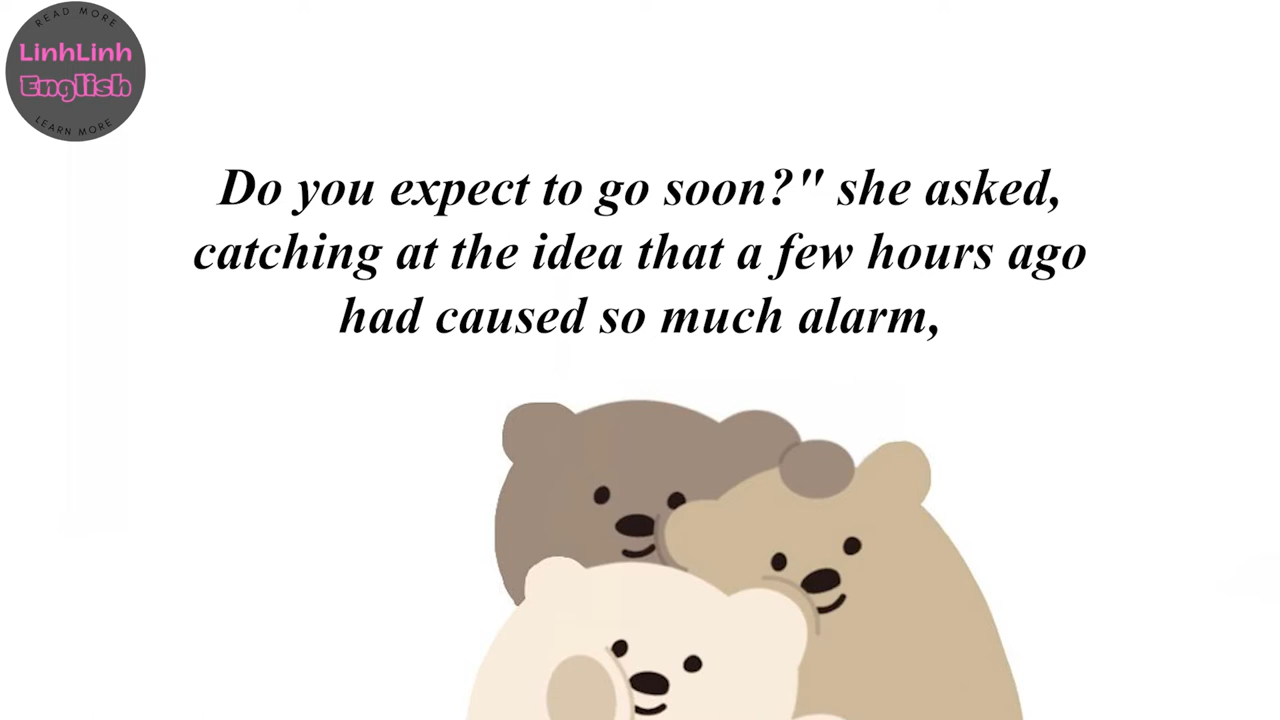 READ MORE
LinhLinh
English
LEARN MORE
Do you expect to go soon?" she asked,
catching at the idea that a few hours ago
had caused so much alarm,